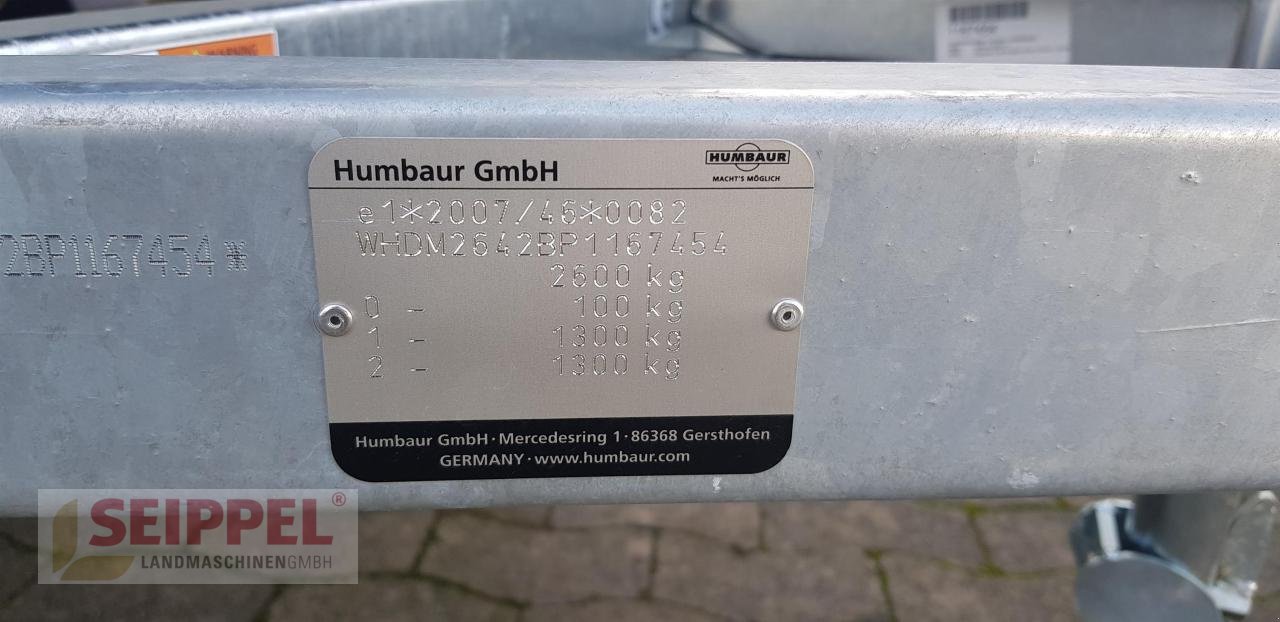 WARNING
Humbaur GmbH
HUMBAUR
MACHT'S MÖGLICH
e1*2007/46*0082
WHDM2642BP1167454
2600 kg
0 - 100 kg
1 - 1300 kg
2 - 1300 kg
2BP1167454*
Humbaur GmbH·Mercedesring 1·86368 Gersthofen
GERMANY·www.humbaur.com
SEIPPEL®
LANDMASCHINENGMBH